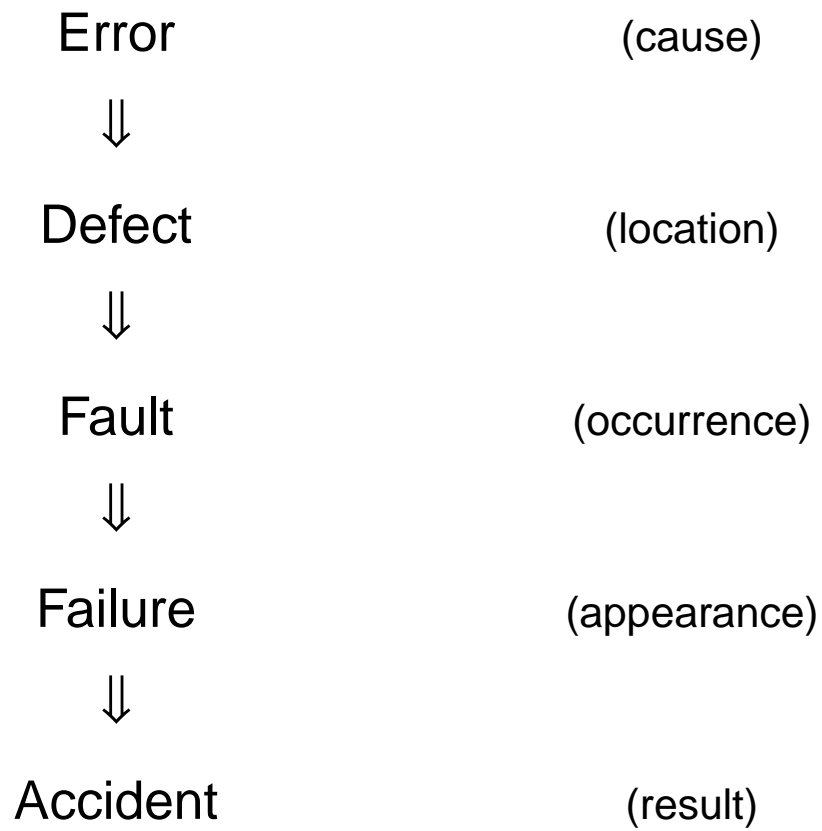 Error (cause)
⇓
Defect (location)
⇓
Fault (occurrence)
⇓
Failure (appearance)
⇓
Accident (result)